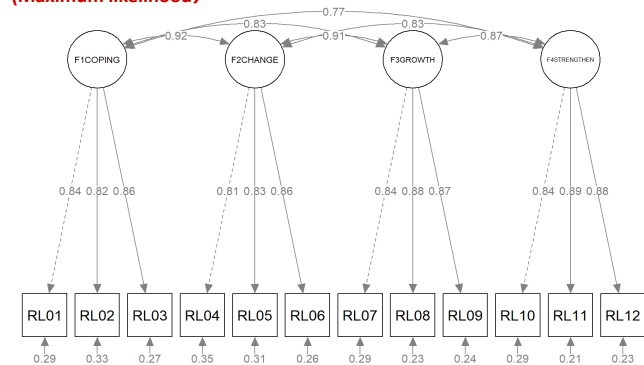 (Maximum likelihood)
0.77
0.83 0.83
0.92 0.91 0.87
F1COPING F2CHANGE F3GROWTH F4STRENGTHEN
0.84 0.82 0.86 0.81 0.83 0.86 0.84 0.88 0.87 0.84 0.89 0.88
RL01 RL02 RL03 RL04 RL05 RL06 RL07 RL08 RL09 RL10 RL11 RL12
0.29 0.33 0.27 0.35 0.31 0.26 0.29 0.23 0.24 0.29 0.21 0.23